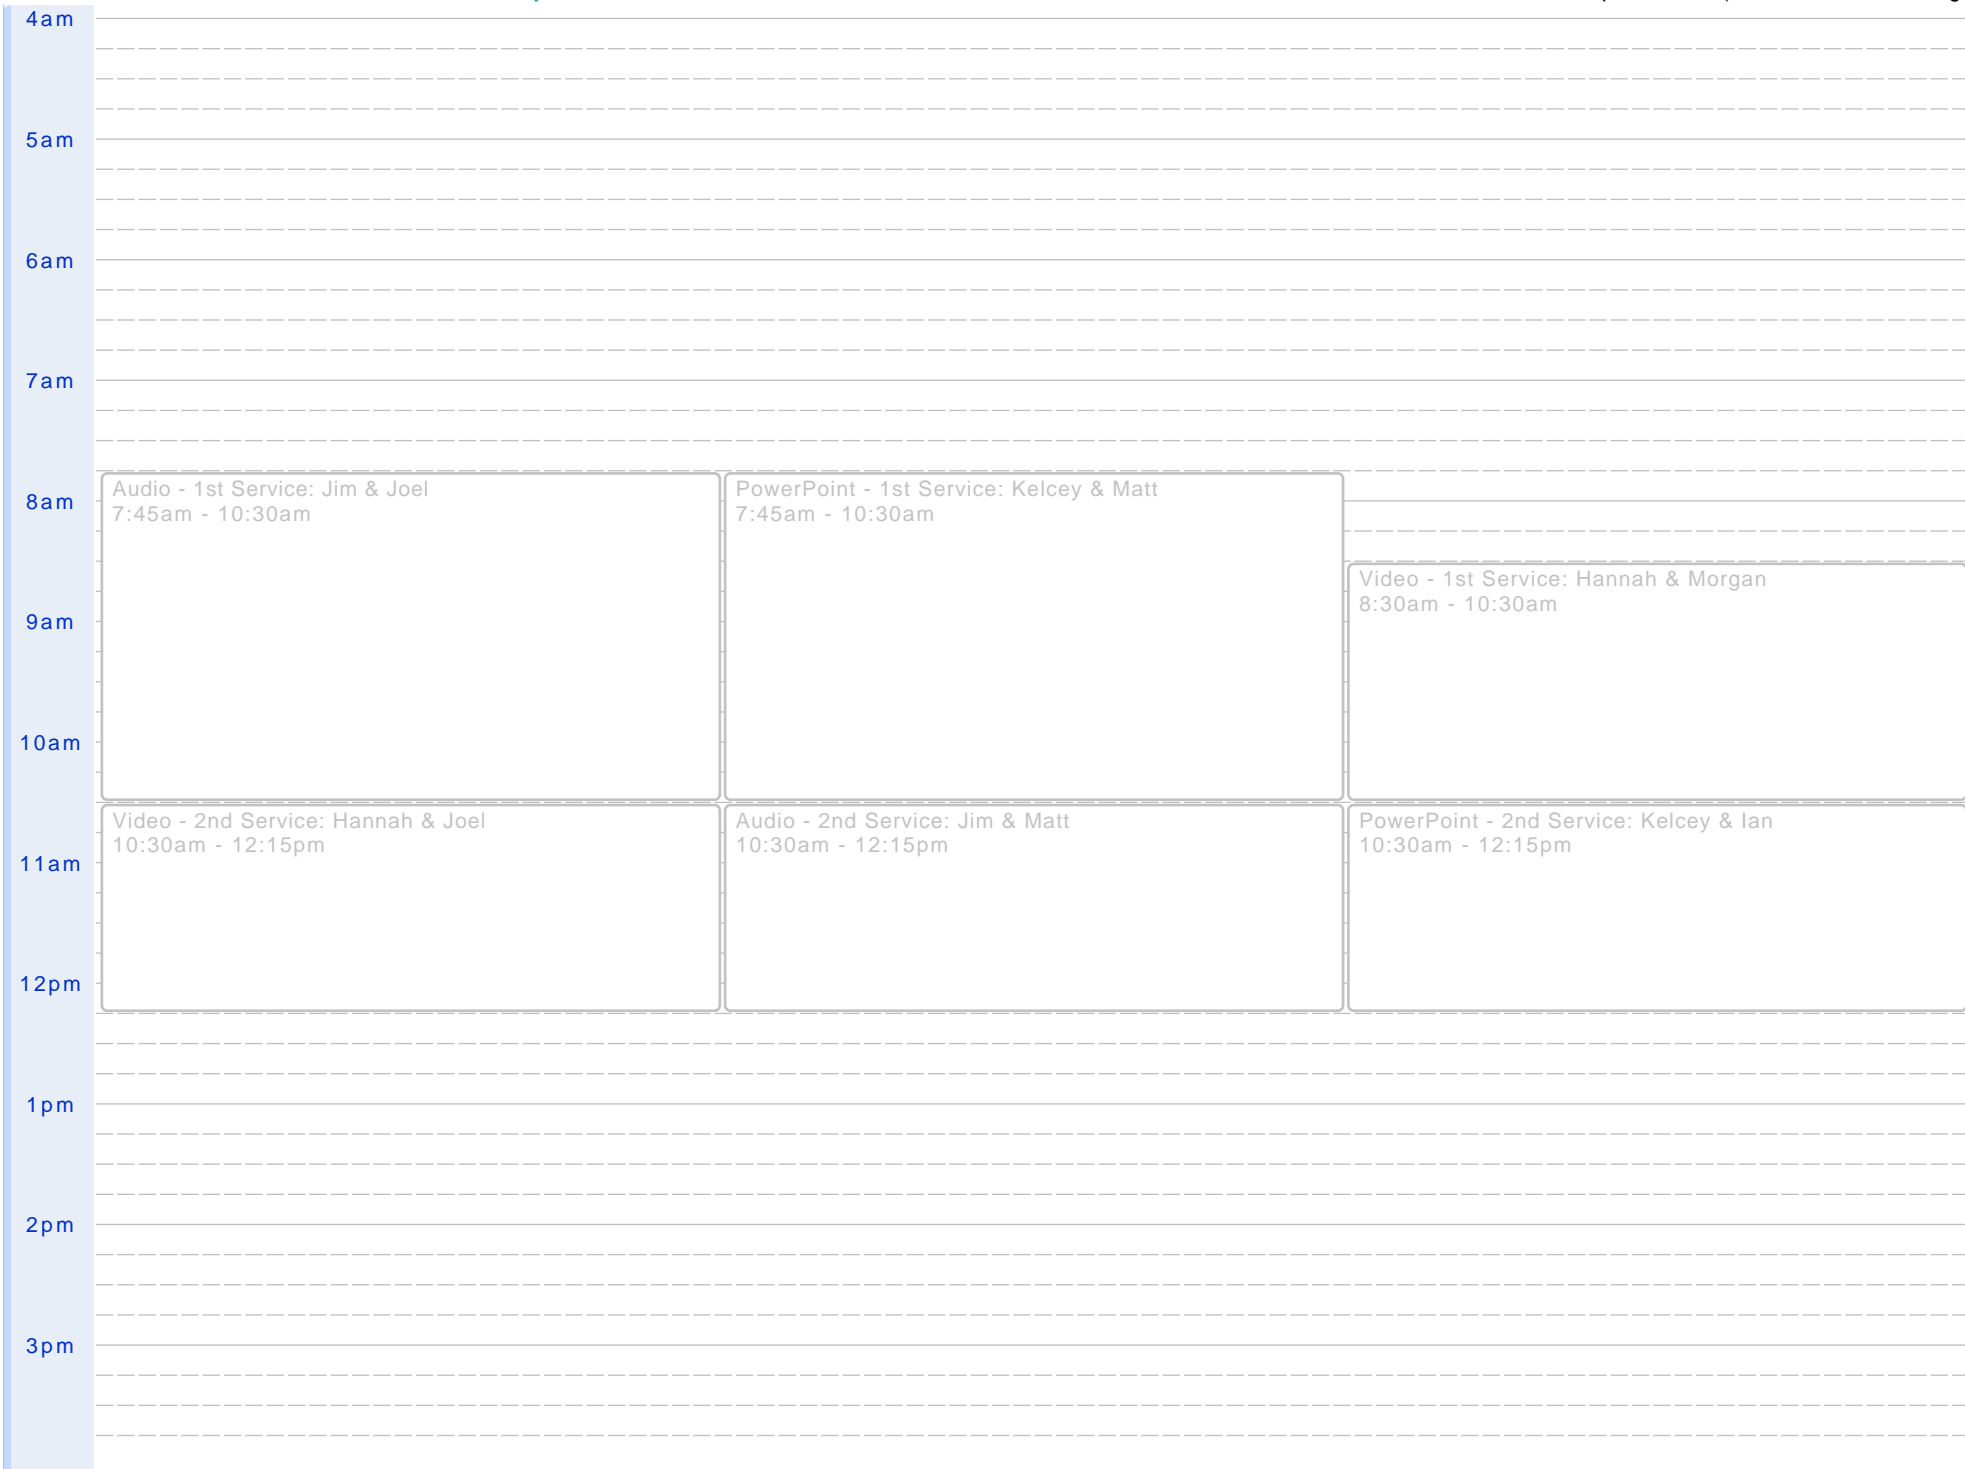 4am
5am
6am
7am
Audio - 1st Service: Jim & Joel
7:45am - 10:30am
PowerPoint - 1st Service: Kelcey & Matt
7:45am - 10:30am
8am
Video - 1st Service: Hannah & Morgan
8:30am - 10:30am
9am
10am
Video - 2nd Service: Hannah & Joel
10:30am - 12:15pm
Audio - 2nd Service: Jim & Matt
10:30am - 12:15pm
PowerPoint - 2nd Service: Kelcey & Ian
10:30am - 12:15pm
11am
12pm
1pm
2pm
3pm